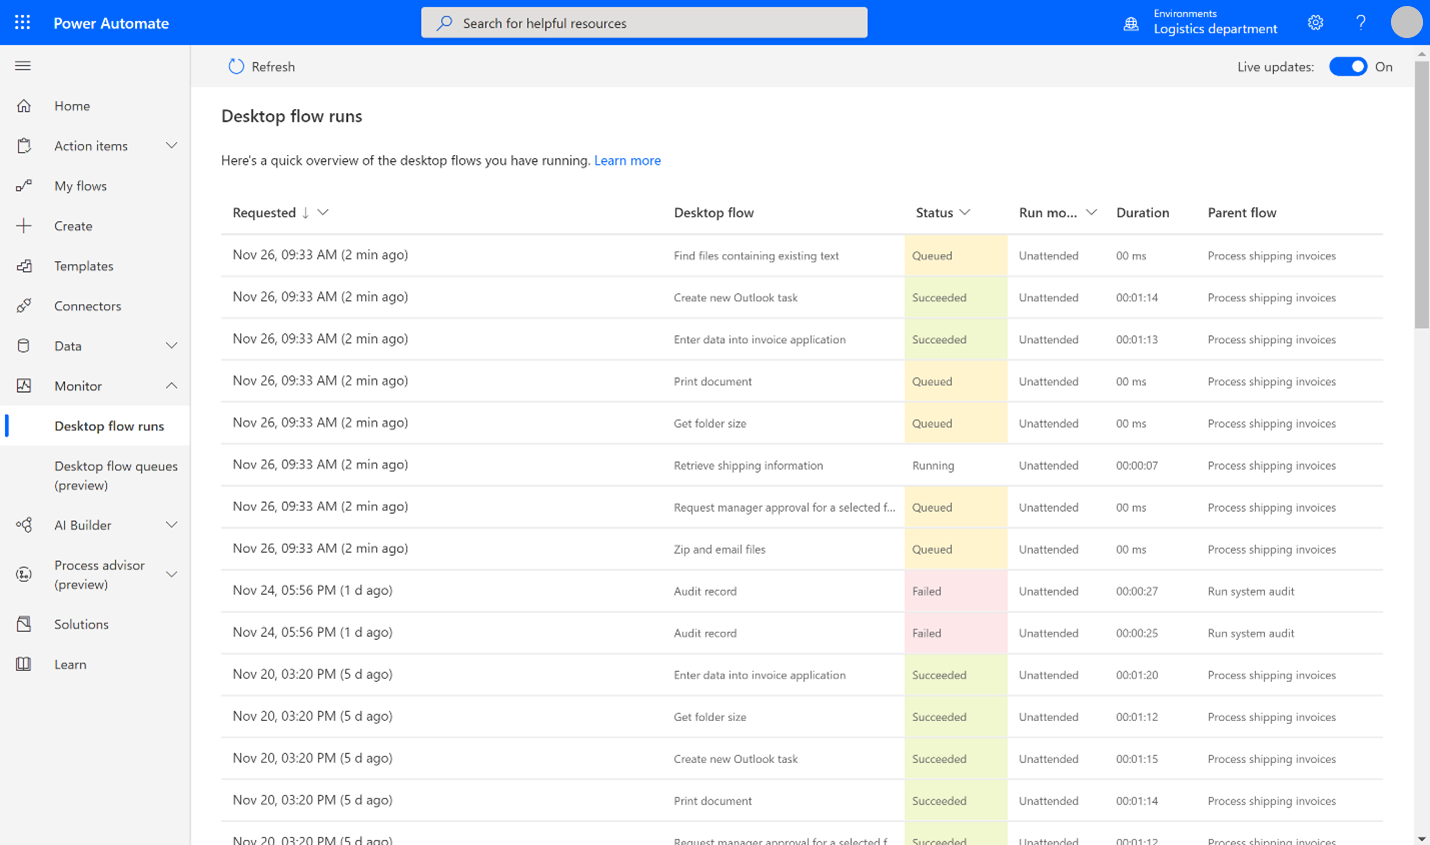 Power Automate
Search for helpful resources
Environments
Logistics department
?
Refresh
Live updates:
On
Home
Action items
My flows
Create
Templates
Connectors
Data
Monitor
Desktop flow runs
Desktop flow queues
(preview)
AI Builder
Process advisor
(preview)
Solutions
Learn
Desktop flow runs
Here's a quick overview of the desktop flows you have running. Learn more
Requested ↓ Desktop flow Status Run mo... Duration Parent flow
Nov 26, 09:33 AM (2 min ago) Find files containing existing text Queued Unattended 00 ms Process shipping invoices
Nov 26, 09:33 AM (2 min ago) Create new Outlook task Succeeded Unattended 00:01:14 Process shipping invoices
Nov 26, 09:33 AM (2 min ago) Enter data into invoice application Succeeded Unattended 00:01:13 Process shipping invoices
Nov 26, 09:33 AM (2 min ago) Print document Queued Unattended 00 ms Process shipping invoices
Nov 26, 09:33 AM (2 min ago) Get folder size Queued Unattended 00 ms Process shipping invoices
Nov 26, 09:33 AM (2 min ago) Retrieve shipping information Running Unattended 00:00:07 Process shipping invoices
Nov 26, 09:33 AM (2 min ago) Request manager approval for a selected f... Queued Unattended 00 ms Process shipping invoices
Nov 26, 09:33 AM (2 min ago) Zip and email files Queued Unattended 00 ms Process shipping invoices
Nov 24, 05:56 PM (1 d ago) Audit record Failed Unattended 00:00:27 Run system audit
Nov 24, 05:56 PM (1 d ago) Audit record Failed Unattended 00:00:25 Run system audit
Nov 20, 03:20 PM (5 d ago) Enter data into invoice application Succeeded Unattended 00:01:20 Process shipping invoices
Nov 20, 03:20 PM (5 d ago) Get folder size Succeeded Unattended 00:01:12 Process shipping invoices
Nov 20, 03:20 PM (5 d ago) Create new Outlook task Succeeded Unattended 00:01:15 Process shipping invoices
Nov 20, 03:20 PM (5 d ago) Print document Succeeded Unattended 00:01:14 Process shipping invoices
Nov 20, 03:20 PM (5 d ago) Request manager approval for a selected f... Succeeded Unattended 00:01:12 Process shipping invoices